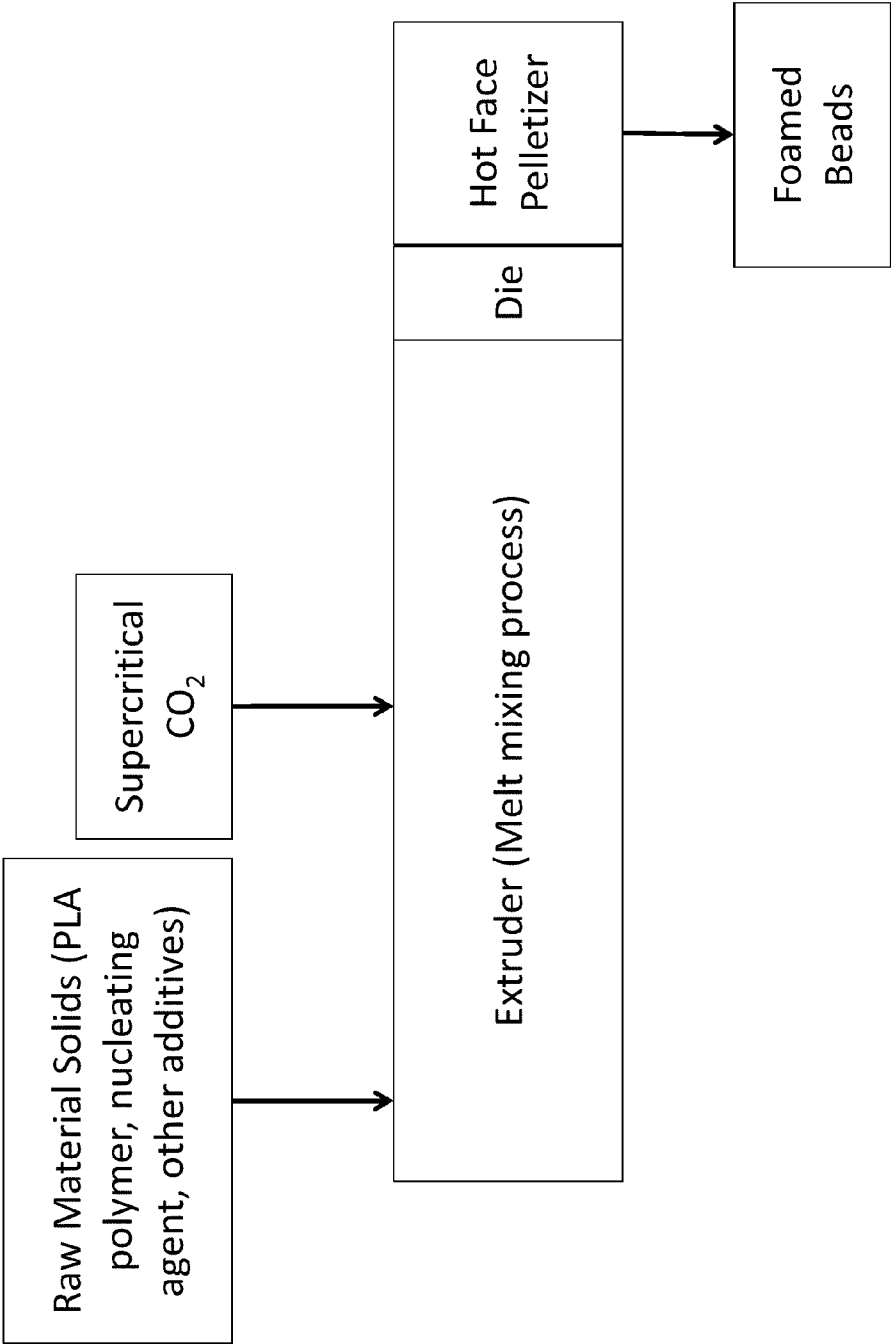 Raw Material Solids (PLA
polymer, nucleating
agent, other additives)
Supercritical
CO₂
Extruder (Melt mixing process)
Die
Hot Face
Pelletizer
Foamed
Beads